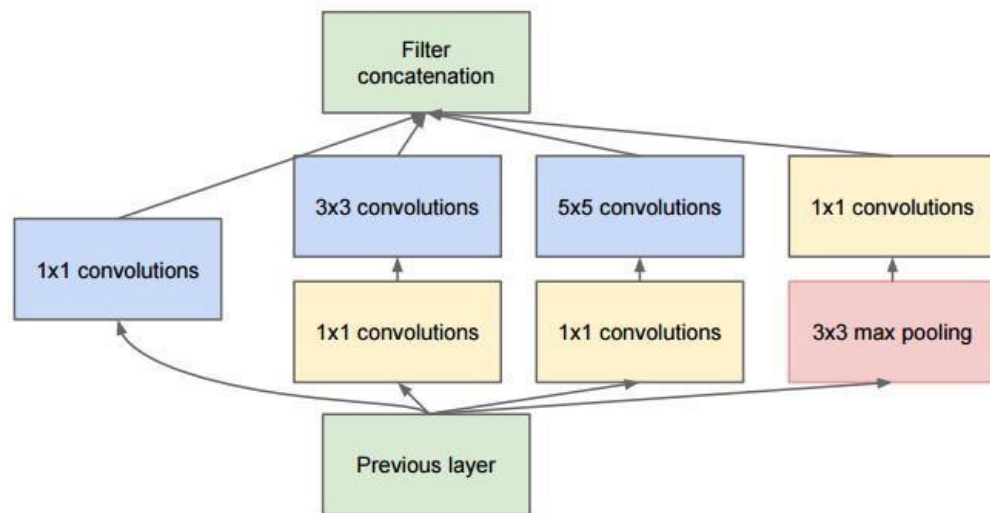 Filter
concatenation
3x3 convolutions
5x5 convolutions
1x1 convolutions
1x1 convolutions
1x1 convolutions
1x1 convolutions
3x3 max pooling
Previous layer